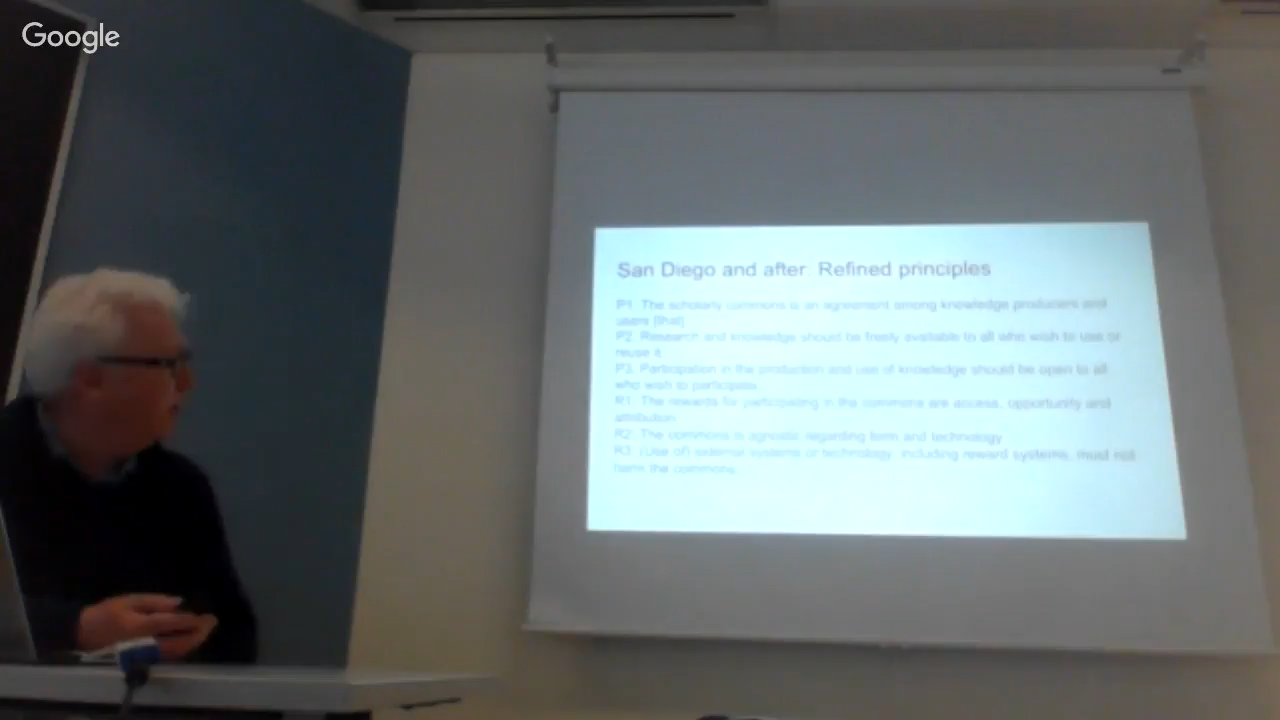 Google
San Diego and after Refined principles
P1. The scholarly commons is an agreement among knowledge producers and
users [that]
P2. Research and knowledge should be freely available to all who wish to use or
reuse it
P3. Participation in the production and use of knowledge should be open to all
who wish to participate
R1. The rewards for participating in the commons are access, opportunity and
attribution
R2. The commons is agnostic regarding form and technology
R3. (Use of) external systems or technology, including reward systems, must not
harm the commons.